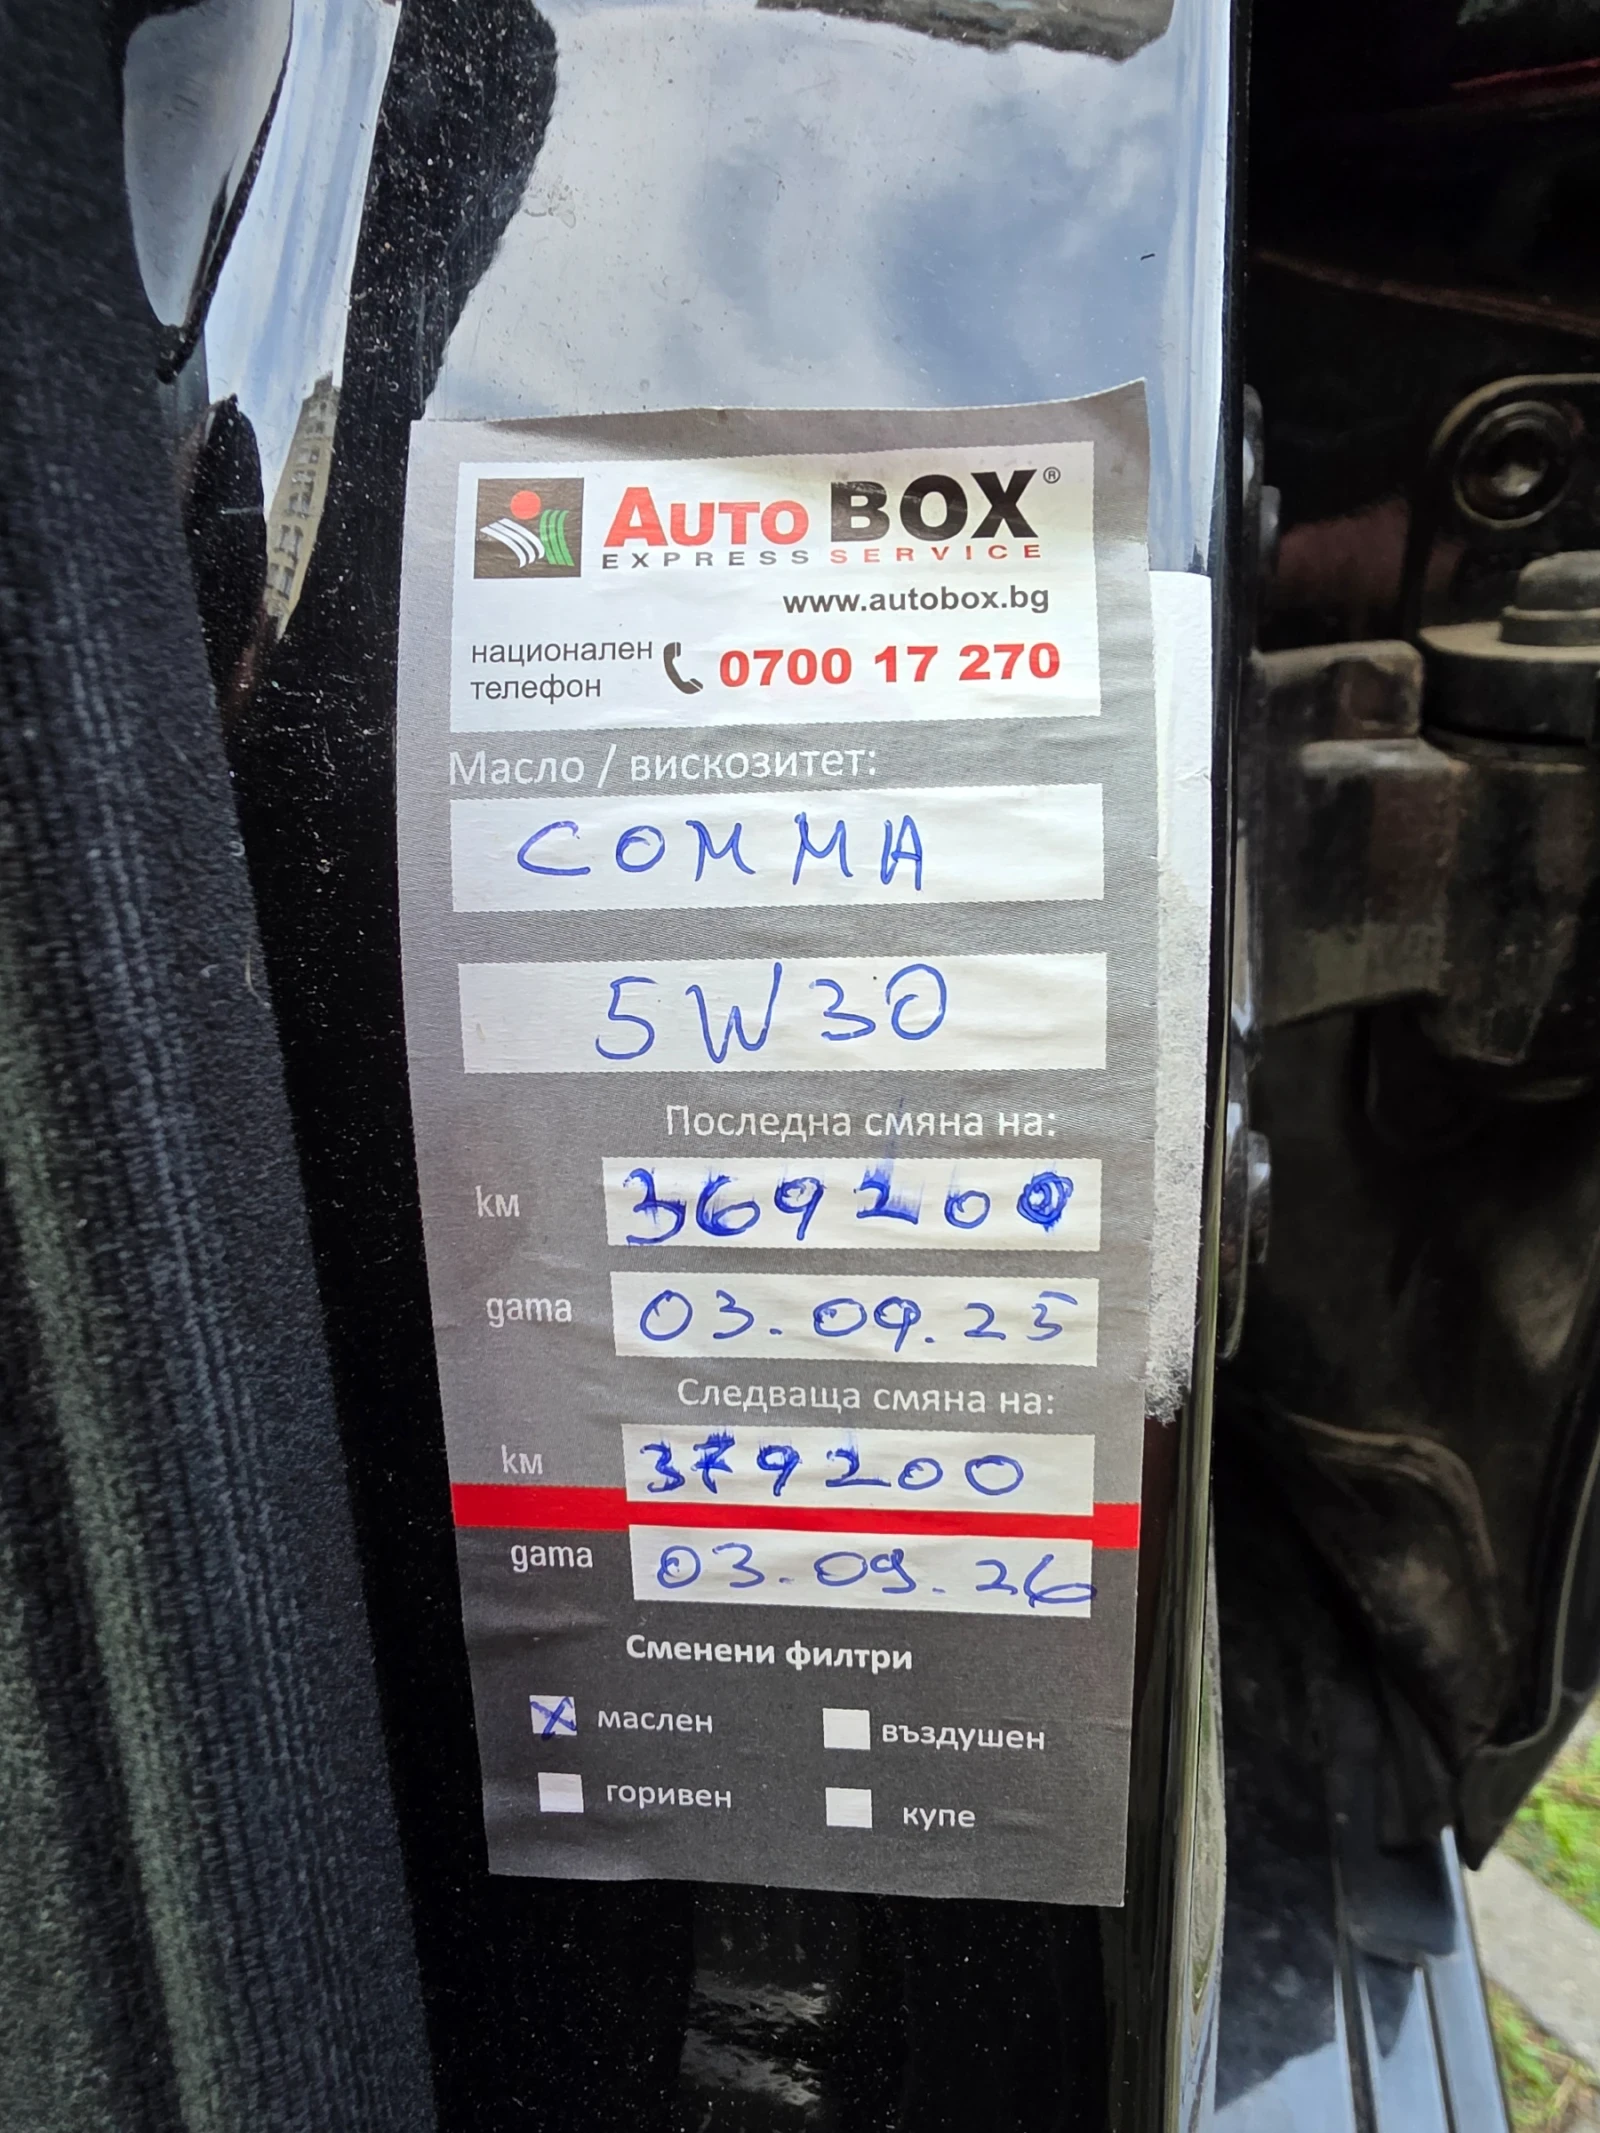 AUTO BOX®
EXPRESS SERVICE
www.autobox.bg
национален
телефон
0700 17 270
Масло / вискозитет:
COMMA
5W30
Последна смяна на:
км 369200
дата 03.09.25
Следваща смяна на:
км 379200
дата 03.09.26
Сменени филтри
X маслен въздушен
горивен купе